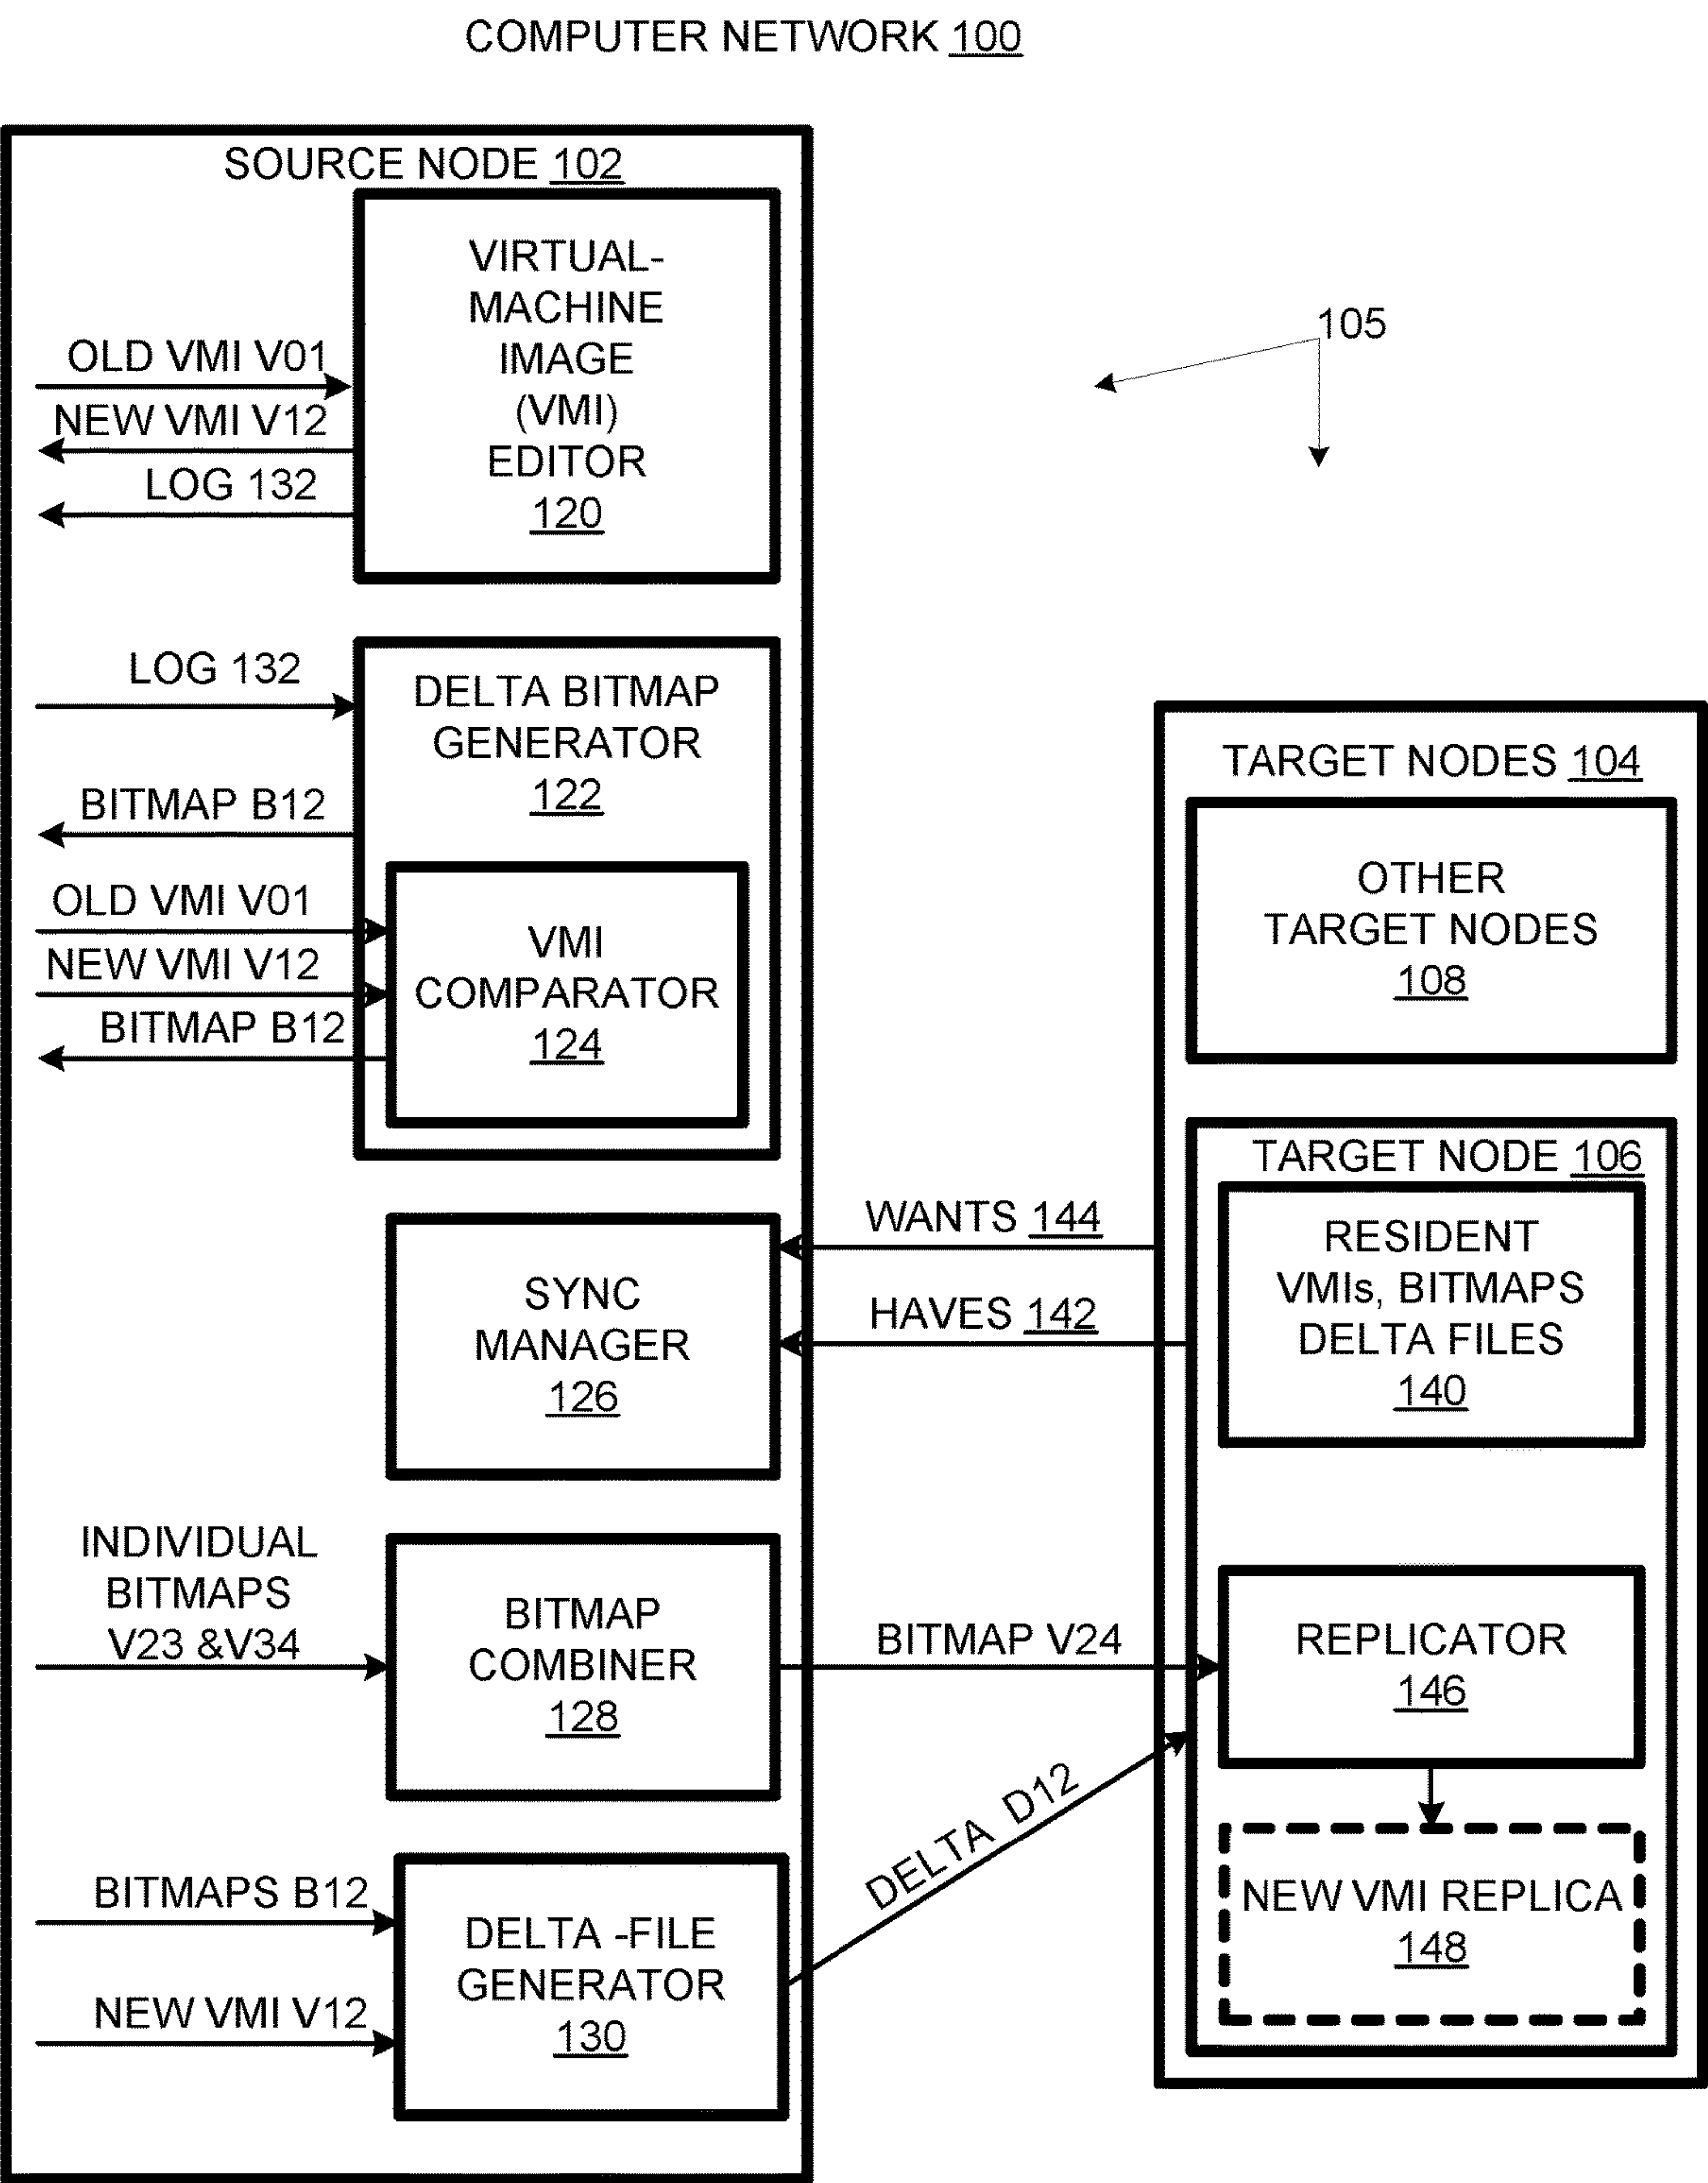 COMPUTER NETWORK 100
SOURCE NODE 102
VIRTUAL-
MACHINE
IMAGE
(VMI)
EDITOR
120
OLD VMI V01
NEW VMI V12
LOG 132
105
LOG 132
DELTA BITMAP
GENERATOR
122
BITMAP B12
OLD VMI V01
NEW VMI V12
BITMAP B12
VMI
COMPARATOR
124
SYNC
MANAGER
126
WANTS 144
HAVES 142
INDIVIDUAL
BITMAPS
V23 &V34
BITMAP
COMBINER
128
BITMAP V24
BITMAPS B12
NEW VMI V12
DELTA -FILE
GENERATOR
130
DELTA D12
TARGET NODES 104
OTHER
TARGET NODES
108
TARGET NODE 106
RESIDENT
VMIs, BITMAPS
DELTA FILES
140
REPLICATOR
146
NEW VMI REPLICA
148